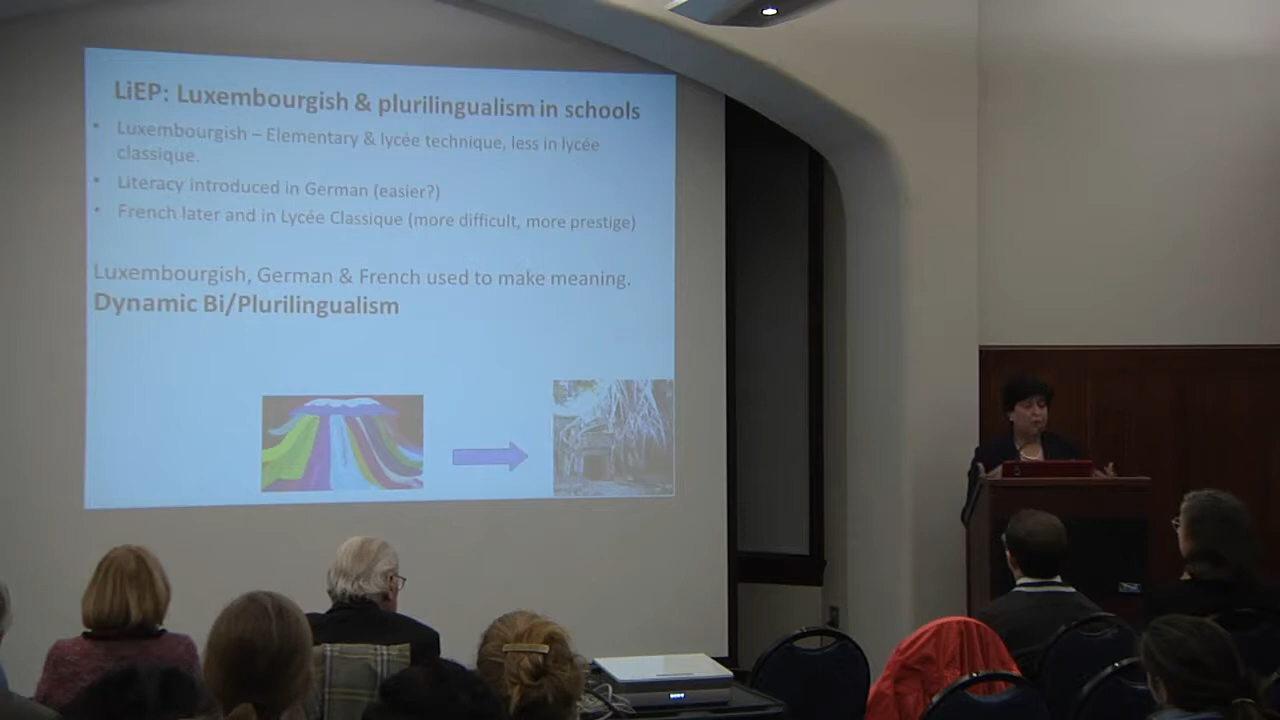 LiEP: Luxembourgish & plurilingualism in schools
• Luxembourgish – Elementary & lycée technique, less in lycée
classique.
• Literacy introduced in German (easier?)
• French later and in Lycée Classique (more difficult, more prestige)
Luxembourgish, German & French used to make meaning.
Dynamic Bi/Plurilingualism